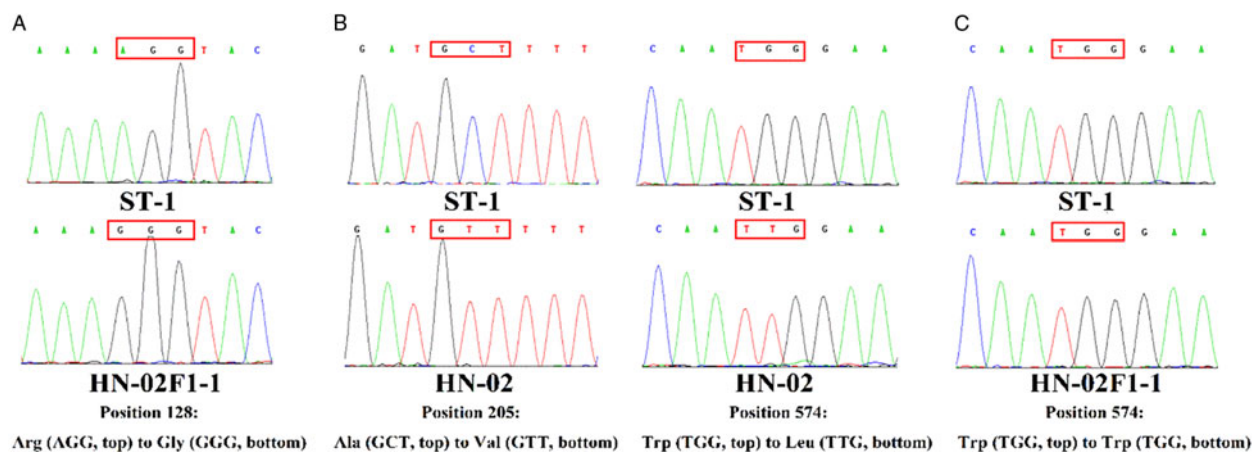 A
A A A A G G T A C
ST-1
A A A G G G T A C
HN-02F1-1
Position 128:
Arg (AGG, top) to Gly (GGG, bottom)
B
G A T G C T T T T
ST-1
G A T G T T T T T
HN-02
Position 205:
Ala (GCT, top) to Val (GTT, bottom)
C A A T G G G A A
ST-1
C A A T T G G A A
HN-02
Position 574:
Trp (TGG, top) to Leu (TTG, bottom)
C
C A A T G G G A A
ST-1
C A A T G G G A A
HN-02F1-1
Position 574:
Trp (TGG, top) to Trp (TGG, bottom)